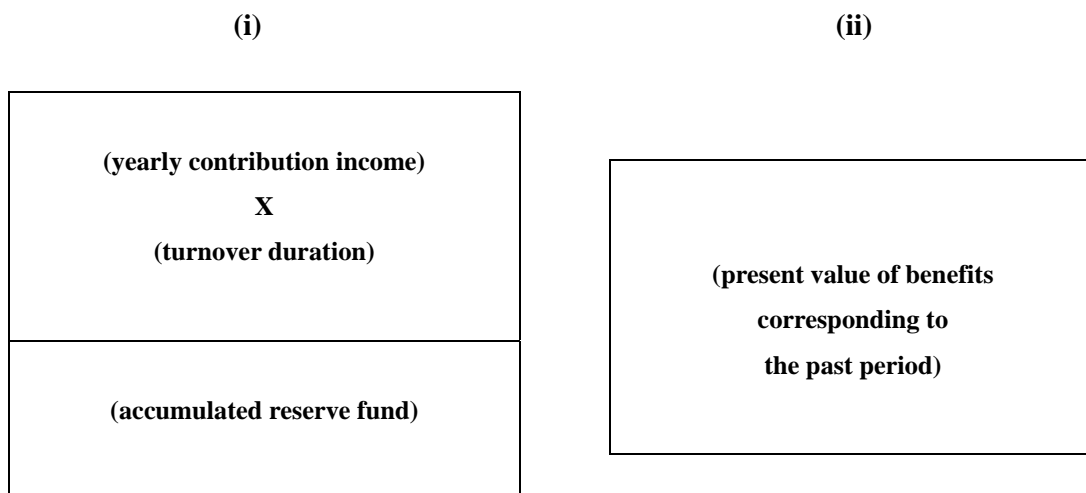 (i)
(yearly contribution income)
X
(turnover duration)
(accumulated reserve fund)
(ii)
(present value of benefits
corresponding to
the past period)